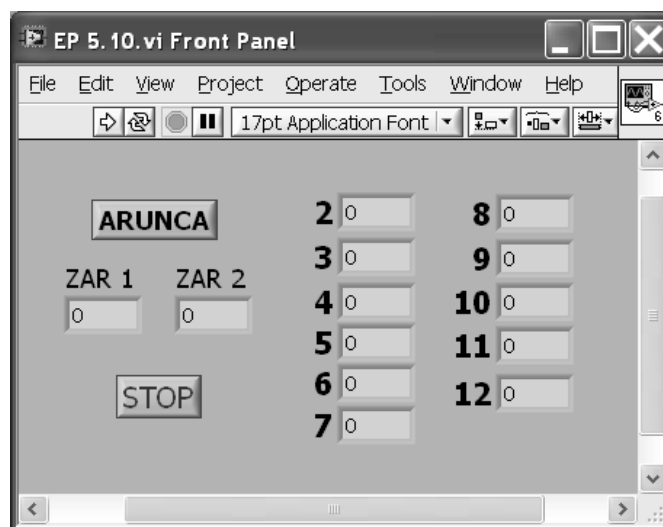 EP 5.10.vi Front Panel
File Edit View Project Operate Tools Window Help
17pt Application Font
6
ARUNCA
ZAR 1 ZAR 2
0 0
STOP
2 0
3 0
4 0
5 0
6 0
7 0
8 0
9 0
10 0
11 0
12 0